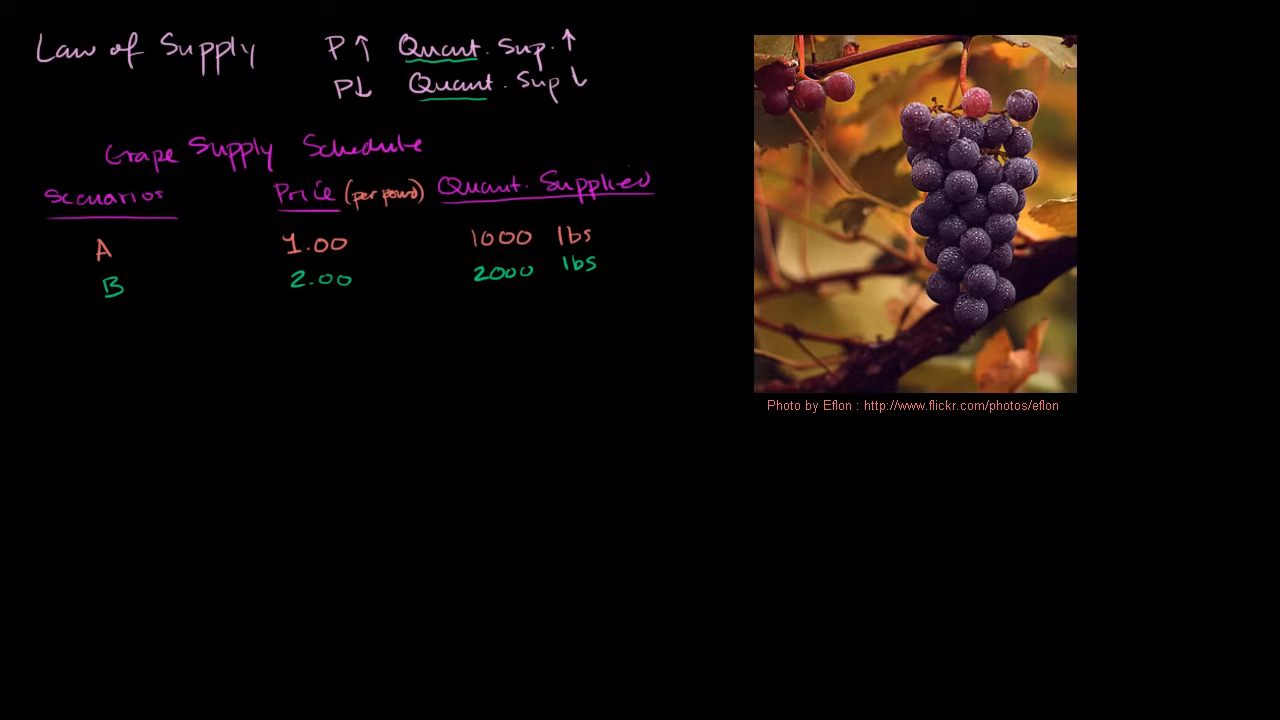 Law of Supply P↑ Quant. Sup. ↑
P↓ Quant. Sup ↓
Grape Supply Schedule
Scenarios Price (per pound) Quant. Supplied
A 1.00 1000 lbs
B 2.00 2000 lbs
Photo by Eflon : http://www.flickr.com/photos/eflon